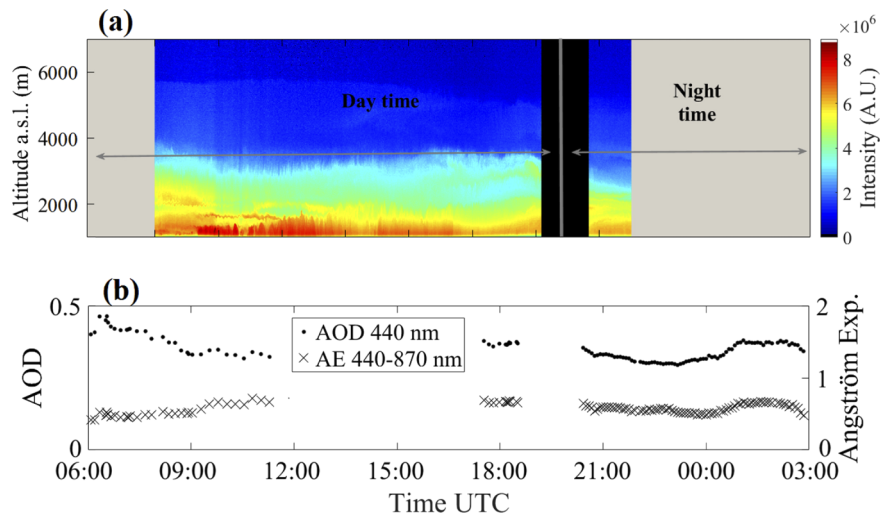 (a)
×10⁶
6000
4000
2000
Altitude a.s.l. (m)
Day time
Night
time
8
6
4
2
0
Intensity (A.U.)
(b)
0.5
0
AOD
AOD 440 nm
AE 440-870 nm
2
1
0
Angström Exp.
06:00 09:00 12:00 15:00 18:00 21:00 00:00 03:00
Time UTC